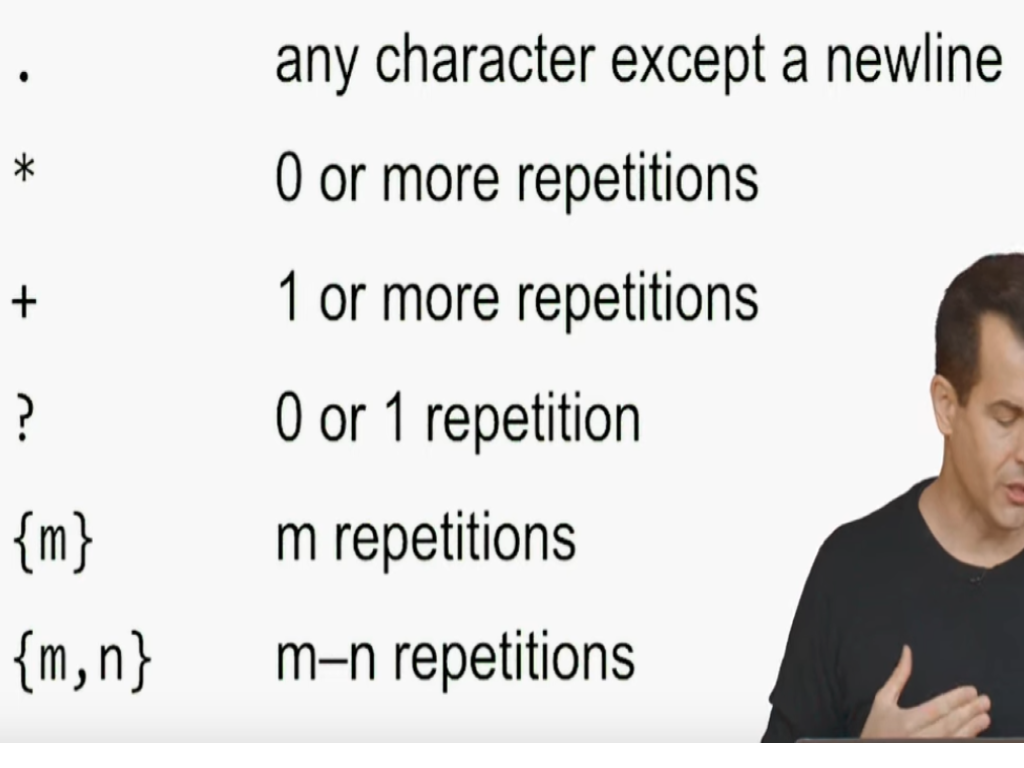 . any character except a newline
* 0 or more repetitions
+ 1 or more repetitions
? 0 or 1 repetition
{m} m repetitions
{m,n} m–n repetitions